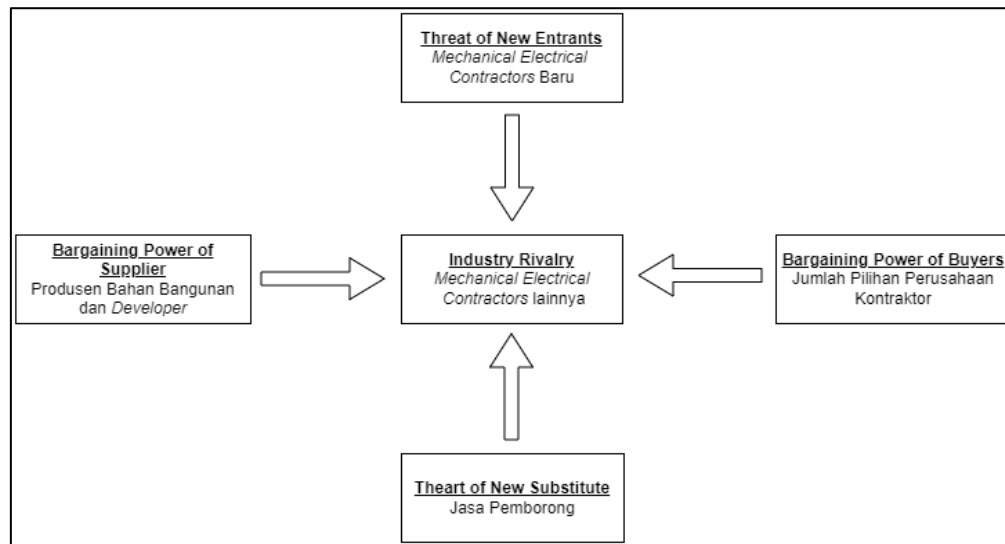 Threat of New Entrants
Mechanical Electrical
Contractors Baru
Bargaining Power of
Supplier
Produsen Bahan Bangunan
dan Developer
Industry Rivalry
Mechanical Electrical
Contractors lainnya
Bargaining Power of Buyers
Jumlah Pilihan Perusahaan
Kontraktor
Theart of New Substitute
Jasa Pemborong